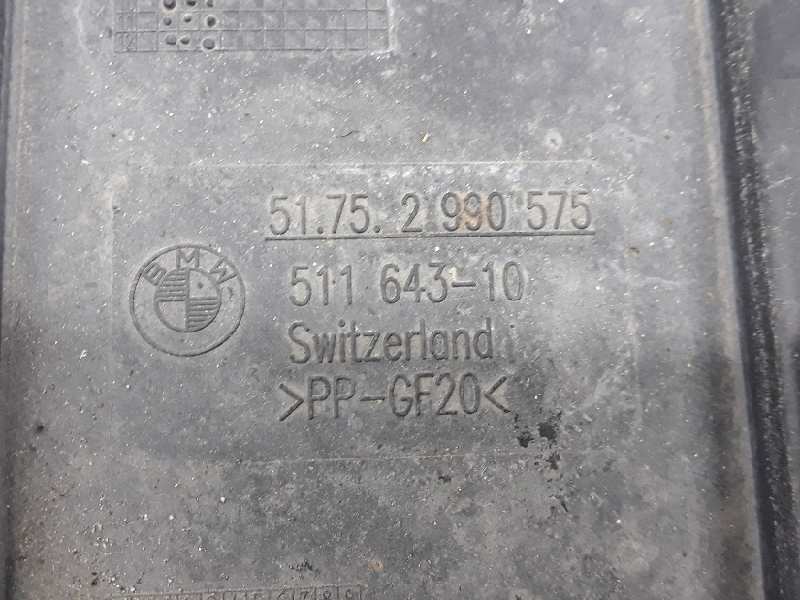 51.75. 2 990 575
BMW
511 643-10
Switzerland
>PP-GF20<